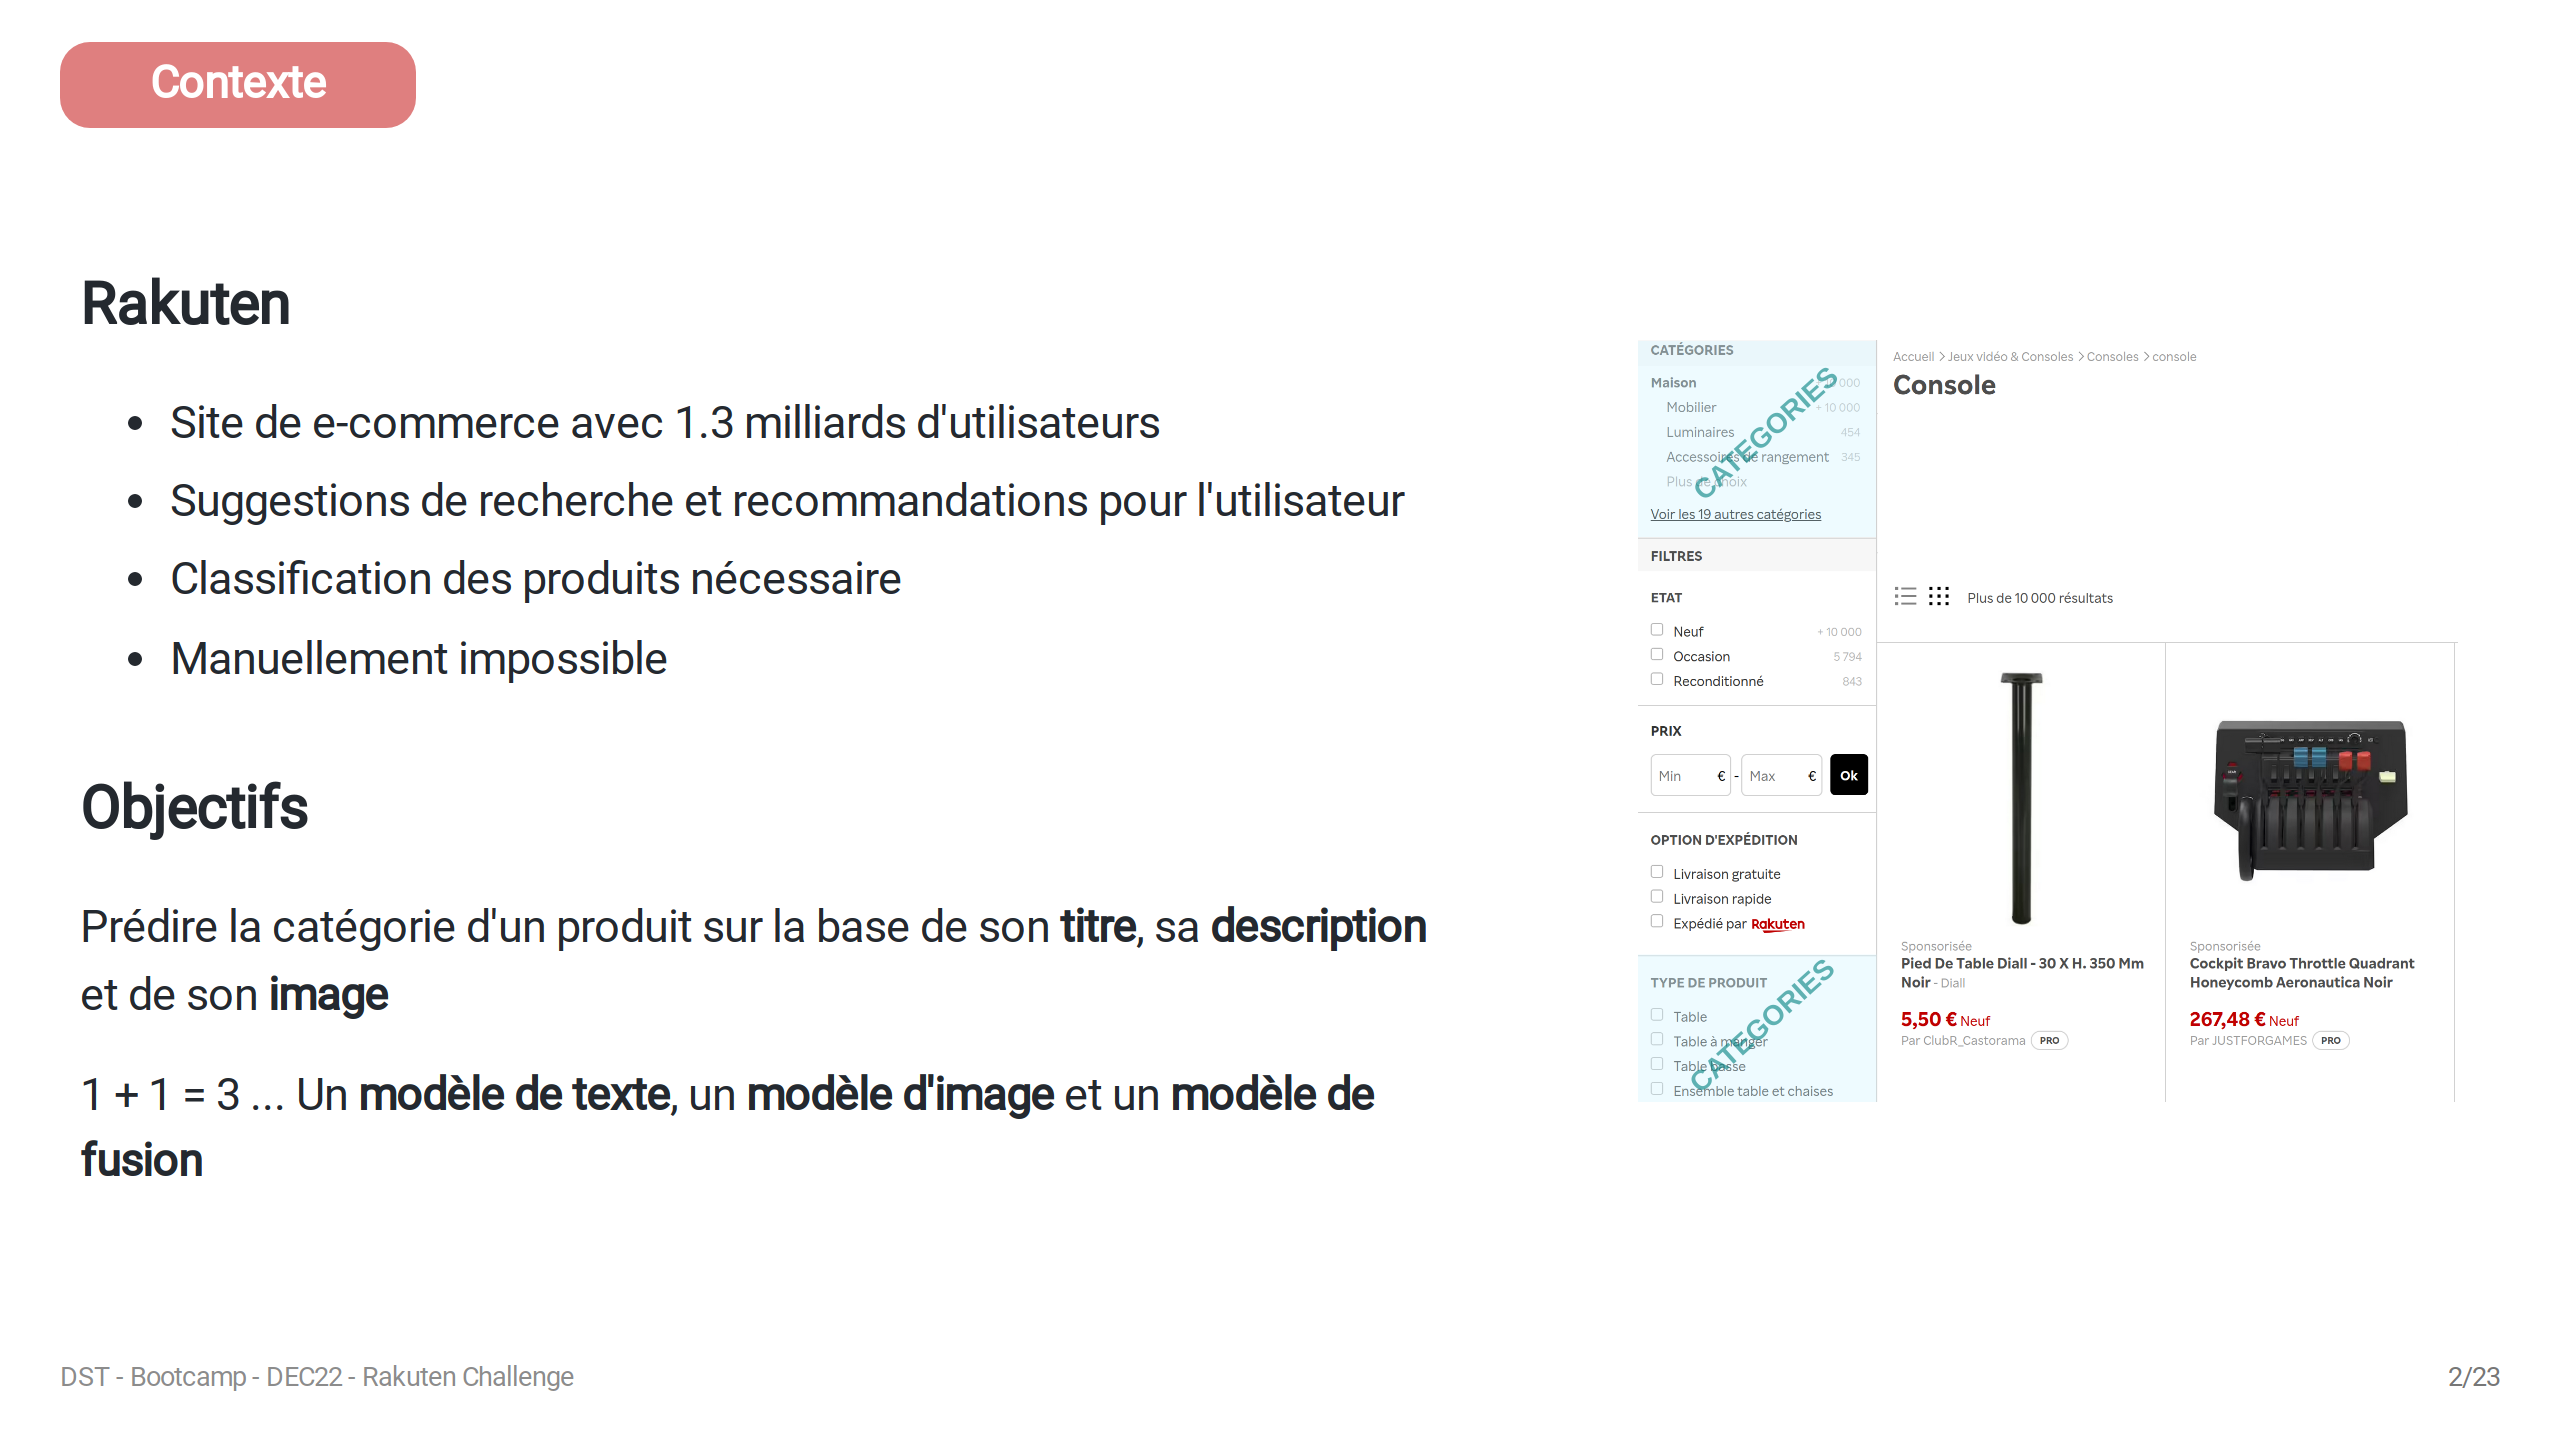 Contexte
Rakuten
Site de e-commerce avec 1.3 milliards d'utilisateurs
Suggestions de recherche et recommandations pour l'utilisateur
Classification des produits nécessaire
Manuellement impossible
Objectifs
Prédire la catégorie d'un produit sur la base de son titre, sa description
et de son image
1 + 1 = 3 ... Un modèle de texte, un modèle d'image et un modèle de
fusion
CATÉGORIES
Maison
Mobilier + 10 000
Luminaires 454
Accessoires de rangement 345
Plus de choix
CATEGORIES
Voir les 19 autres catégories
FILTRES
ETAT
Neuf + 10 000
Occasion 5 794
Reconditionné 843
PRIX
Min € - Max € Ok
OPTION D'EXPÉDITION
Livraison gratuite
Livraison rapide
Expédié par Rakuten
TYPE DE PRODUIT
Table
Table à manger
Table basse
Ensemble table et chaises
CATEGORIES
Accueil > Jeux vidéo & Consoles > Consoles > console
Console
Plus de 10 000 résultats
Sponsorisée
Pied De Table Diall - 30 X H. 350 Mm
Noir - Diall
5,50 € Neuf
Par ClubR_Castorama PRO
Sponsorisée
Cockpit Bravo Throttle Quadrant
Honeycomb Aeronautica Noir
267,48 € Neuf
Par JUSTFORGAMES PRO
DST - Bootcamp - DEC22 - Rakuten Challenge
2/23